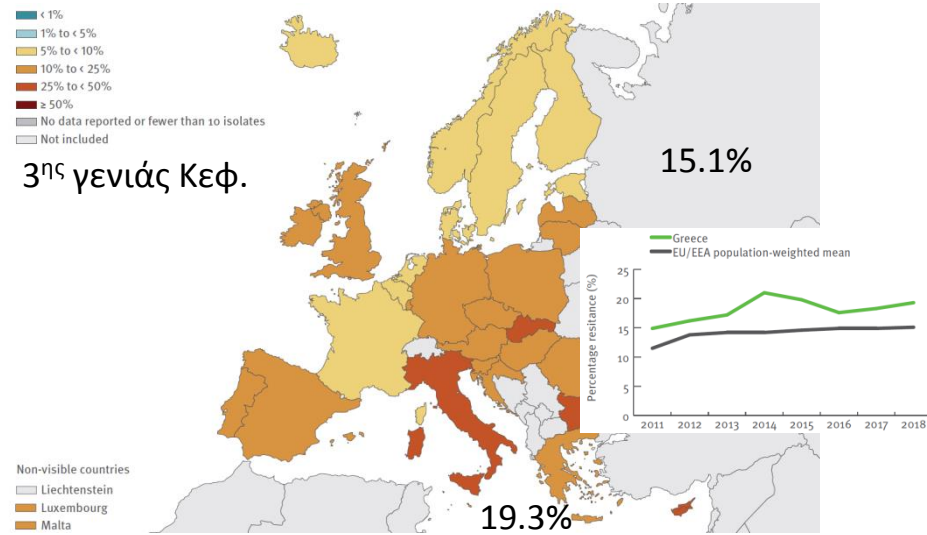 < 1%
1% to < 5%
5% to < 10%
10% to < 25%
25% to < 50%
≥ 50%
No data reported or fewer than 10 isolates
Not included
3ης γενιάς Κεφ.
15.1%
Greece
EU/EEA population-weighted mean
Percentage resitance (%)
25
20
15
10
5
0
2011 2012 2013 2014 2015 2016 2017 2018
Non-visible countries
Liechtenstein
Luxembourg
Malta
19.3%